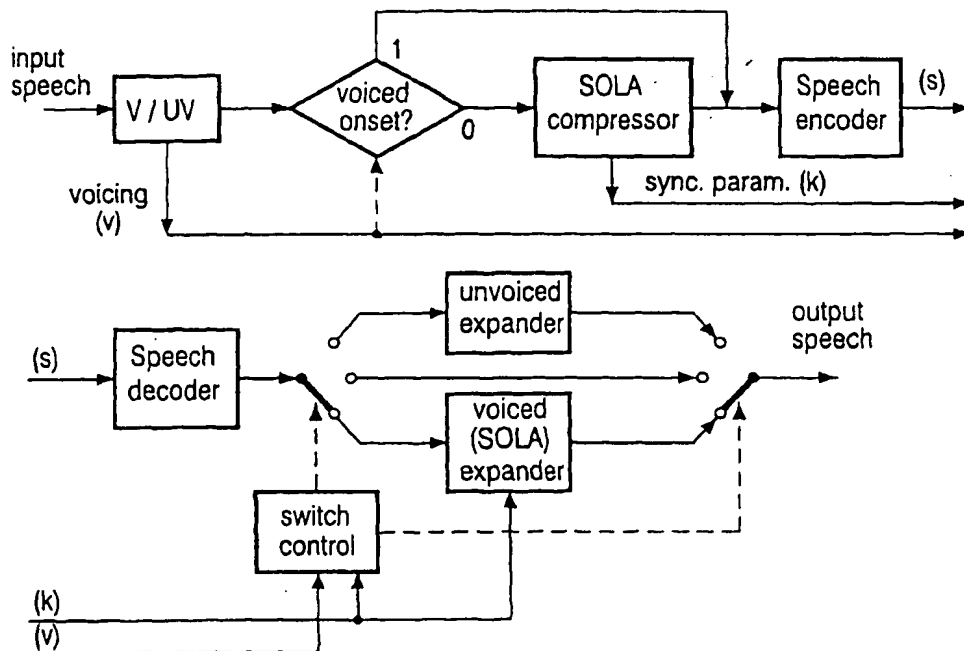 input
speech
V / UV
voiced
onset?
1
0
SOLA
compressor
Speech
encoder
(s)
sync. param. (k)
voicing
(v)
(s)
Speech
decoder
unvoiced
expander
voiced
(SOLA)
expander
output
speech
switch
control
(k)
(v)